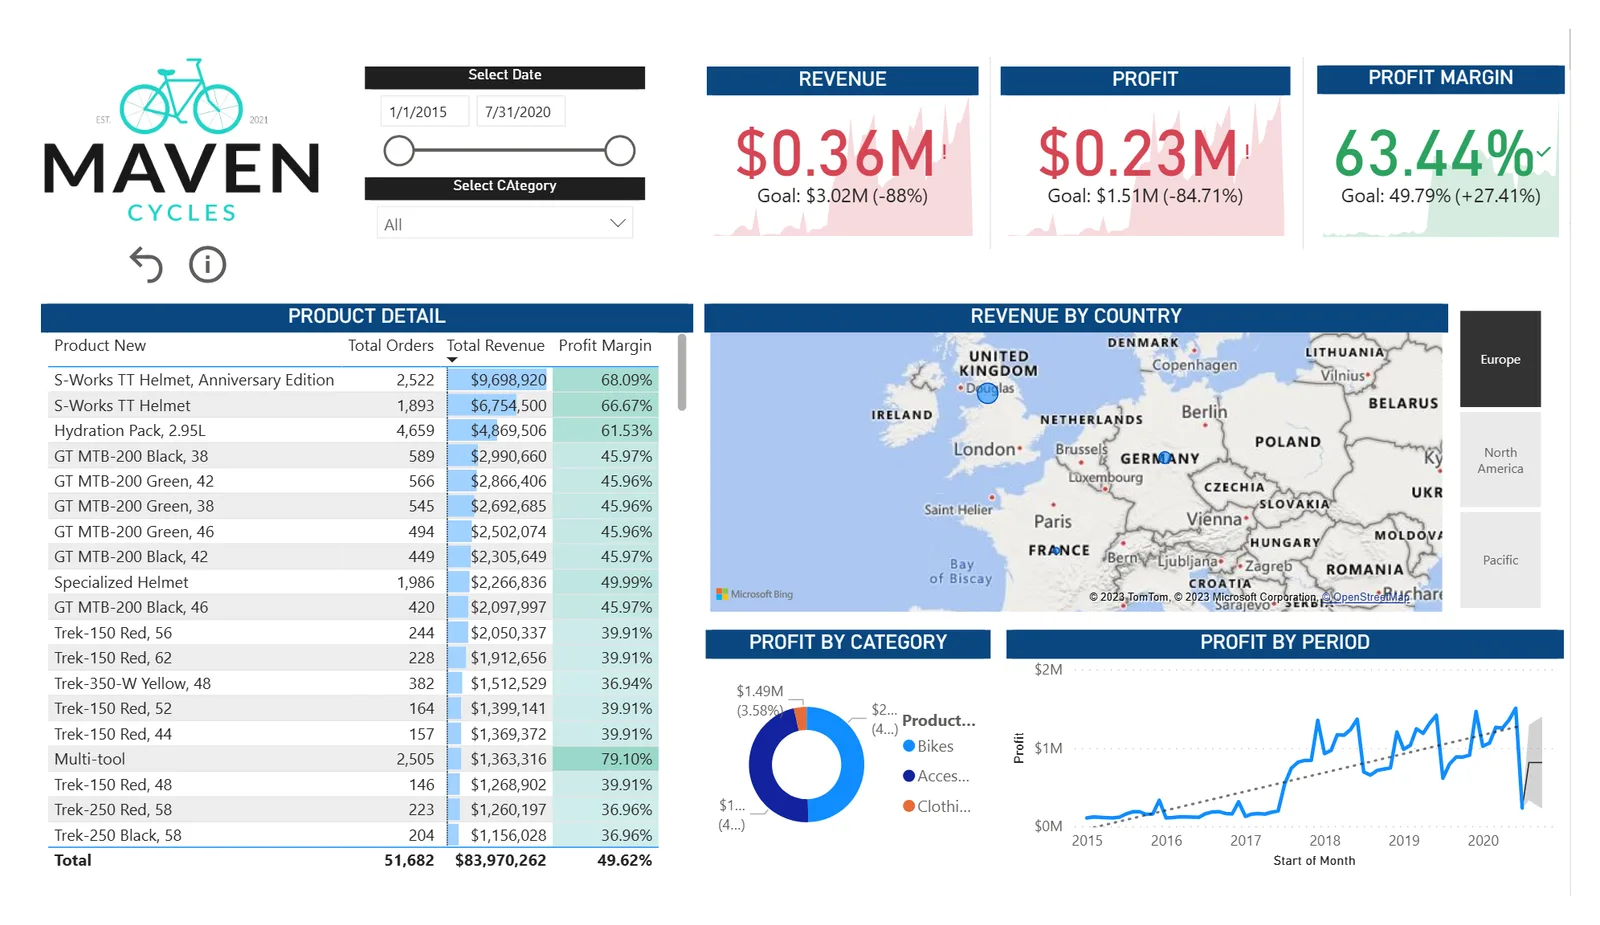 EST. 2021
MAVEN
CYCLES
Select Date
1/1/2015 7/31/2020
Select CAtegory
All
REVENUE
$0.36M!
Goal: $3.02M (-88%)
PROFIT
$0.23M!
Goal: $1.51M (-84.71%)
PROFIT MARGIN
63.44%
Goal: 49.79% (+27.41%)
PRODUCT DETAIL
Product New Total Orders Total Revenue Profit Margin
S-Works TT Helmet, Anniversary Edition 2,522 $9,698,920 68.09%
S-Works TT Helmet 1,893 $6,754,500 66.67%
Hydration Pack, 2.95L 4,659 $4,869,506 61.53%
GT MTB-200 Black, 38 589 $2,990,660 45.97%
GT MTB-200 Green, 42 566 $2,866,406 45.96%
GT MTB-200 Green, 38 545 $2,692,685 45.96%
GT MTB-200 Green, 46 494 $2,502,074 45.96%
GT MTB-200 Black, 42 449 $2,305,649 45.97%
Specialized Helmet 1,986 $2,266,836 49.99%
GT MTB-200 Black, 46 420 $2,097,997 45.97%
Trek-150 Red, 56 244 $2,050,337 39.91%
Trek-150 Red, 62 228 $1,912,656 39.91%
Trek-350-W Yellow, 48 382 $1,512,529 36.94%
Trek-150 Red, 52 164 $1,399,141 39.91%
Trek-150 Red, 44 157 $1,369,372 39.91%
Multi-tool 2,505 $1,363,316 79.10%
Trek-150 Red, 48 146 $1,268,902 39.91%
Trek-250 Red, 58 223 $1,260,197 36.96%
Trek-250 Black, 58 204 $1,156,028 36.96%
Total 51,682 $83,970,262 49.62%
REVENUE BY COUNTRY
DENMARK
UNITED
KINGDOM
Copenhagen
LITHUANIA
Vilnius
Douglas
IRELAND
NETHERLANDS
Berlin
BELARUS
London
Brussels
POLAND
GERMANY
Ky
Luxembourg
CZECHIA
UKR
Saint Helier
SLOVAKIA
Paris
Vienna
MOLDOVA
HUNGARY
FRANCE
Bern
Ljubljana
Zagreb
ROMANIA
Bay
of Biscay
CROATIA
Bucharest
Sarajevo
SERBIA
Microsoft Bing
© 2023 TomTom, © 2023 Microsoft Corporation, © OpenStreetMap
Europe
North
America
Pacific
PROFIT BY CATEGORY
$1.49M
(3.58%)
$2...
(4...)
$1...
(4...)
Product...
Bikes
Acces...
Clothi...
PROFIT BY PERIOD
$2M
$1M
$0M
Profit
2015 2016 2017 2018 2019 2020
Start of Month